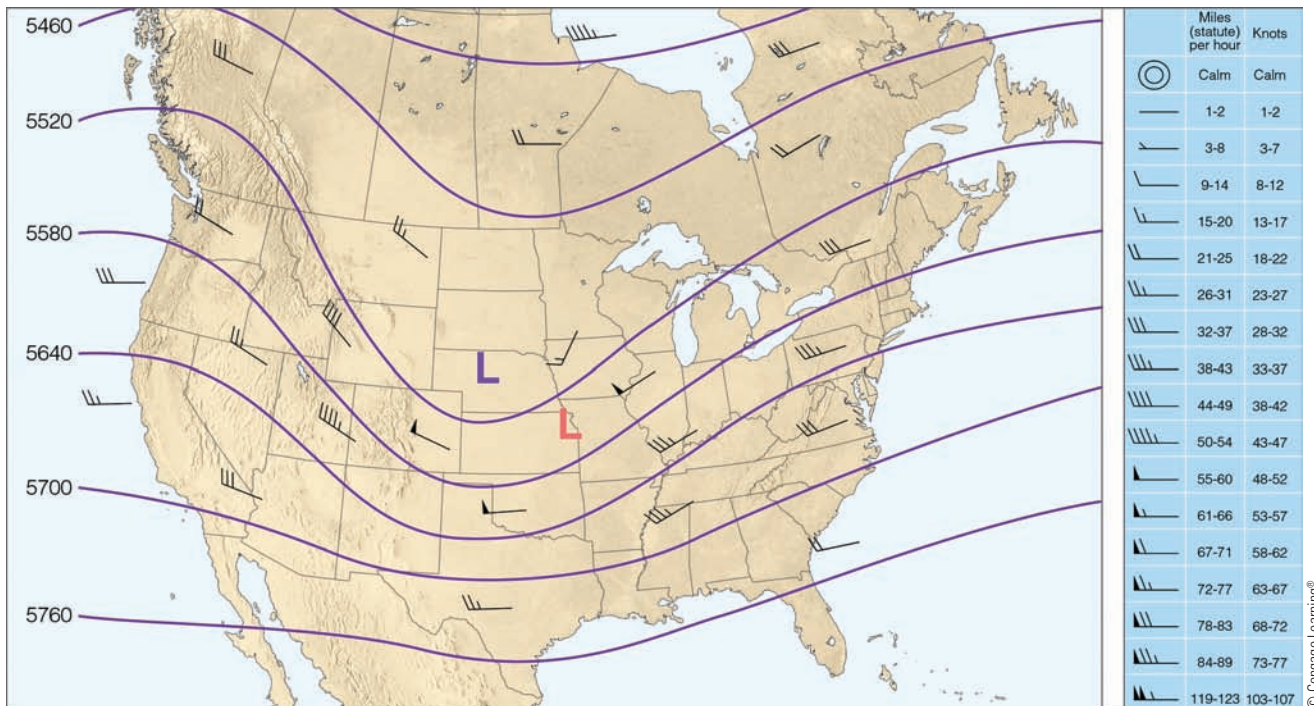 5460
5520
5580
5640
5700
5760
L
L
Miles
(statute)
per hour
Knots
Calm Calm
1-2 1-2
3-8 3-7
9-14 8-12
15-20 13-17
21-25 18-22
26-31 23-27
32-37 28-32
38-43 33-37
44-49 38-42
50-54 43-47
55-60 48-52
61-66 53-57
67-71 58-62
72-77 63-67
78-83 68-72
84-89 73-77
119-123 103-107
© Cengage Learning®